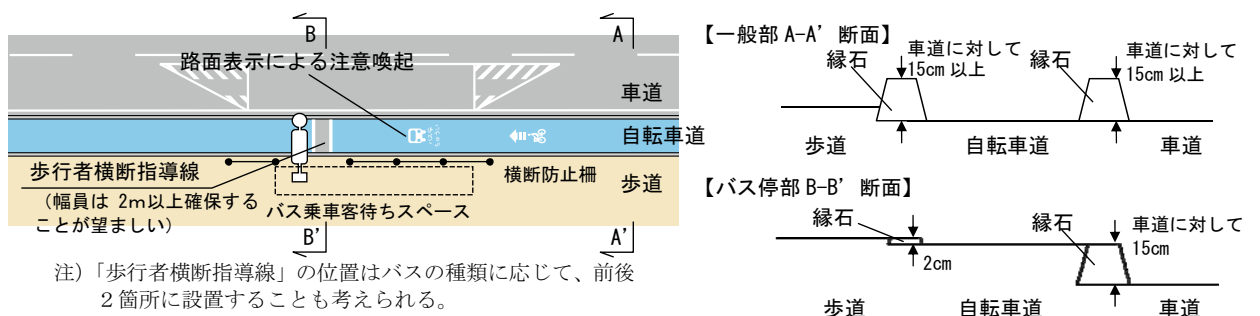 B
A
路面表示による注意喚起
車道
自転車道
歩行者横断指導線
（幅員は 2m以上確保する
ことが望ましい）
バス乗車客待ちスペース
横断防止柵
歩道
B’
A’
注）「歩行者横断指導線」の位置はバスの種類に応じて、前後
２箇所に設置することも考えられる。
【一般部 A-A’ 断面】
縁石
車道に対して
15cm 以上
縁石
車道に対して
15cm 以上
歩道
自転車道
車道
【バス停部 B-B’ 断面】
縁石
2cm
縁石
車道に対して
15cm
歩道
自転車道
車道